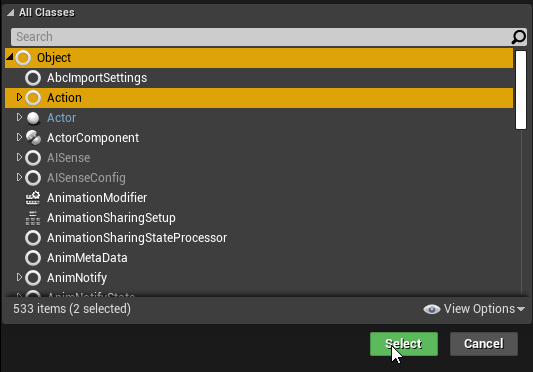 All Classes
Search
Object
AbcImportSettings
Action
Actor
ActorComponent
AISense
AISenseConfig
AnimationModifier
AnimationSharingSetup
AnimationSharingStateProcessor
AnimMetaData
AnimNotify
AnimNotifyState
533 items (2 selected)
View Options
Select
Cancel